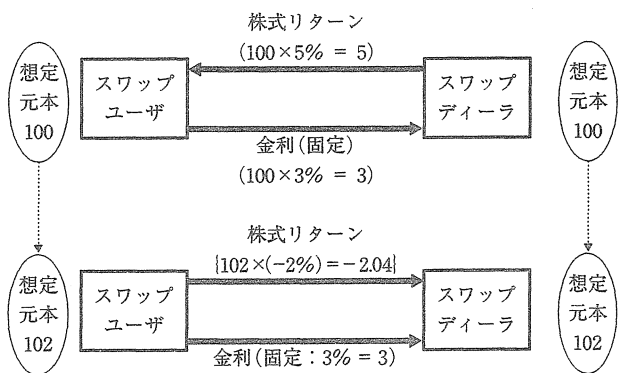 株式リターン
(100×5% = 5)
想定
元本
100
スワップ
ユーザ
スワップ
ディーラ
想定
元本
100
金利(固定)
(100×3% = 3)
株式リターン
{102×(-2%)=-2.04}
想定
元本
102
スワップ
ユーザ
スワップ
ディーラ
想定
元本
102
金利(固定：3% = 3)